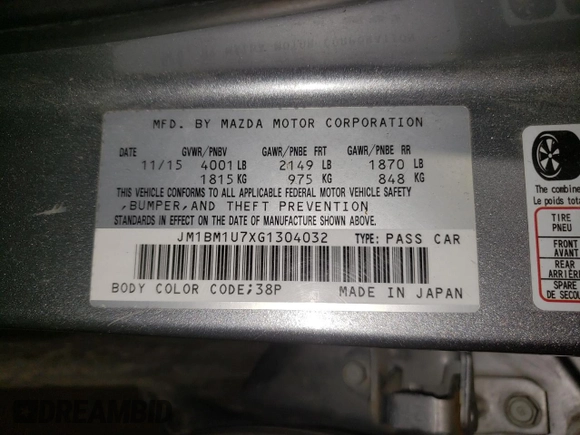 MFD. BY MAZDA MOTOR CORPORATION
DATE GVWR/PNBV GAWR/PNBE FRT GAWR/PNBE RR
11/15 4001 LB 2149 LB 1870 LB
1815 KG 975 KG 848 KG
THIS VEHICLE CONFORMS TO ALL APPLICABLE FEDERAL MOTOR VEHICLE SAFETY
,BUMPER,AND THEFT PREVENTION
STANDARDS IN EFFECT ON THE DATE OF MANUFACTURE SHOWN ABOVE.
JM1BM1U7XG1304032 TYPE: PASS CAR
BODY COLOR CODE;38P MADE IN JAPAN
The combine
Le poids total
TIRE
PNEU
FRONT
AVANT
REAR
ARRIÈRE
SPARE
DE SECOU
DREAMBID